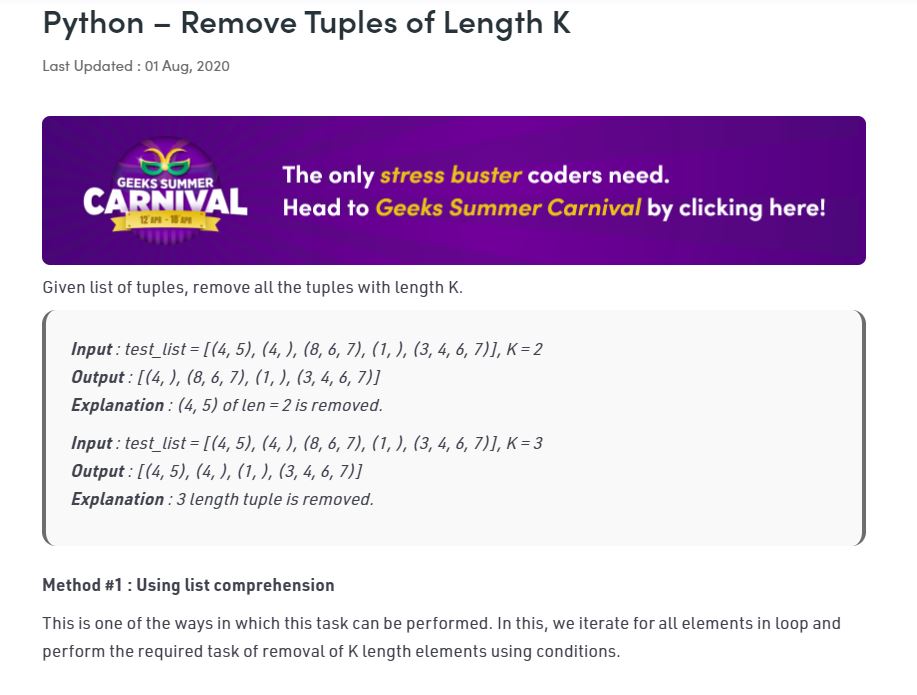 Python – Remove Tuples of Length K
Last Updated : 01 Aug, 2020
GEEKS SUMMER
CARNIVAL
12 APR - 18 APR
The only stress buster coders need.
Head to Geeks Summer Carnival by clicking here!
Given list of tuples, remove all the tuples with length K.
Input : test_list = [(4, 5), (4, ), (8, 6, 7), (1, ), (3, 4, 6, 7)], K = 2
Output : [(4, ), (8, 6, 7), (1, ), (3, 4, 6, 7)]
Explanation : (4, 5) of len = 2 is removed.
Input : test_list = [(4, 5), (4, ), (8, 6, 7), (1, ), (3, 4, 6, 7)], K = 3
Output : [(4, 5), (4, ), (1, ), (3, 4, 6, 7)]
Explanation : 3 length tuple is removed.
Method #1 : Using list comprehension
This is one of the ways in which this task can be performed. In this, we iterate for all elements in loop and
perform the required task of removal of K length elements using conditions.